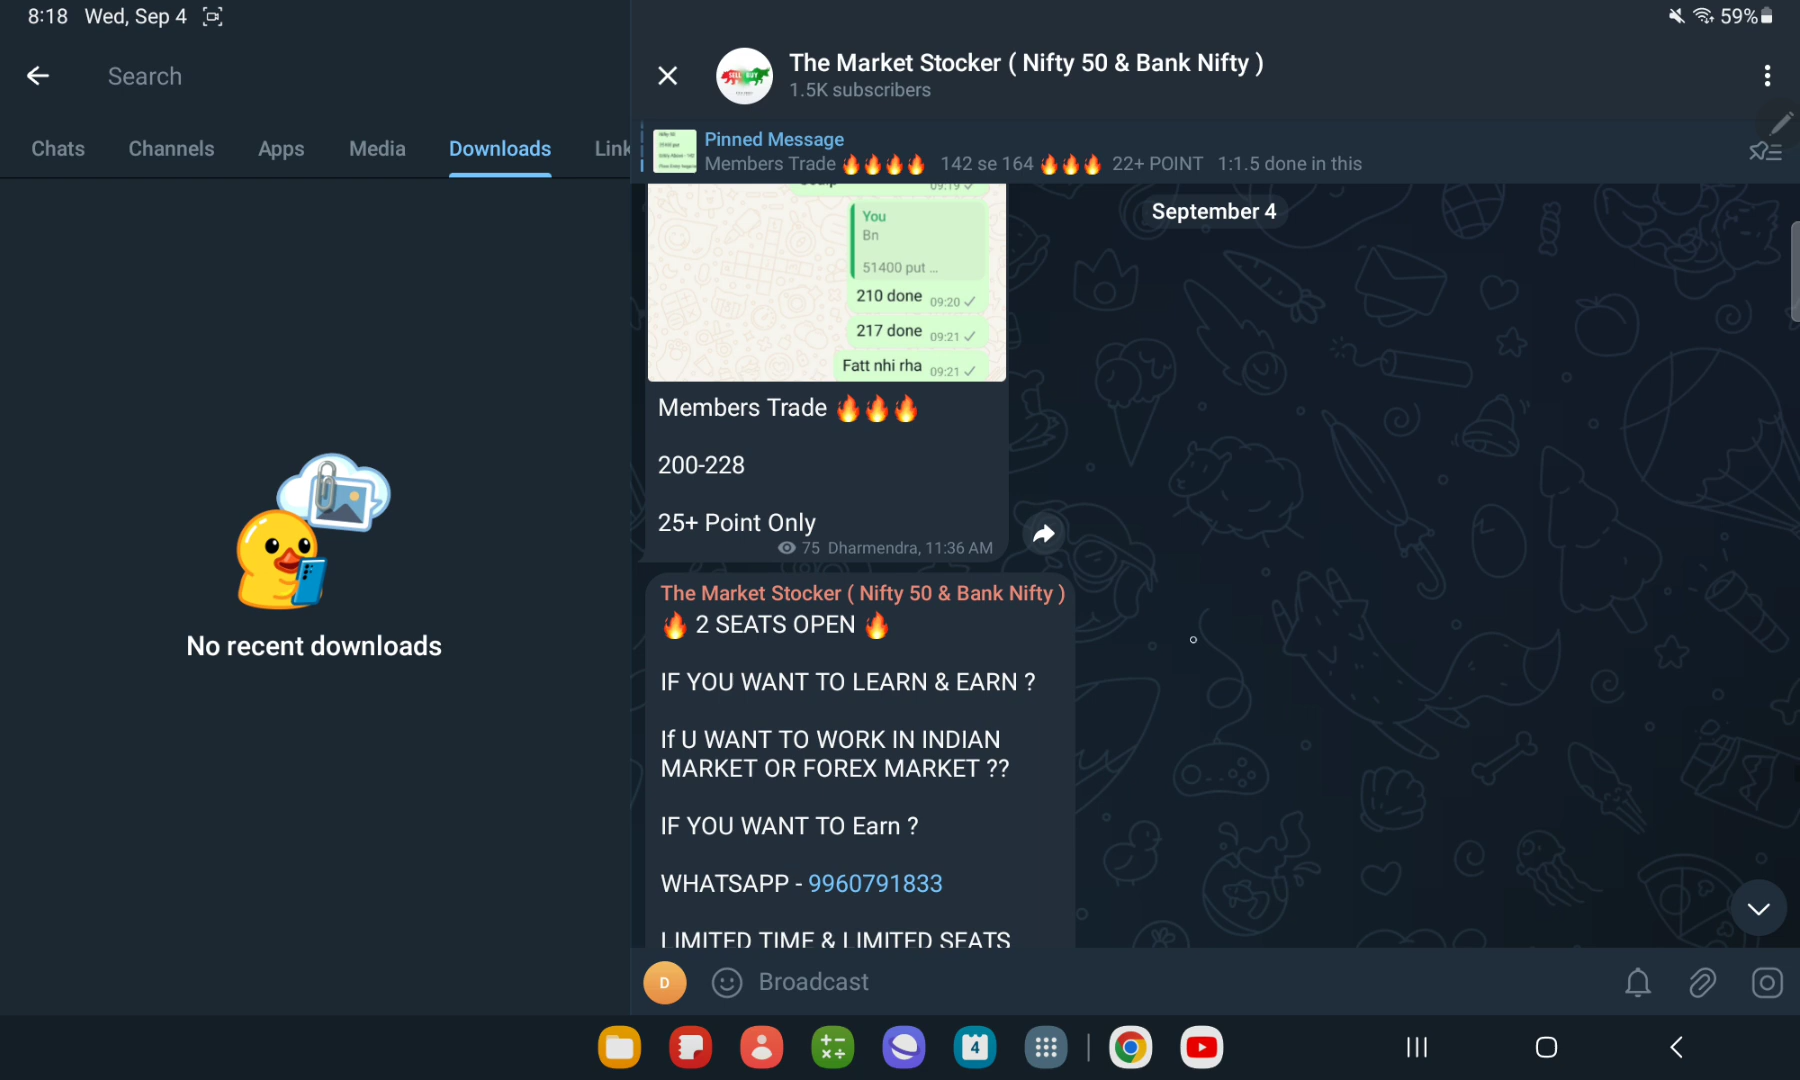 8:18 Wed, Sep 4
59%
Search
Chats Channels Apps Media Downloads Link
No recent downloads
The Market Stocker ( Nifty 50 & Bank Nifty )
1.5K subscribers
Pinned Message
Members Trade 🔥🔥🔥🔥 142 se 164 🔥🔥🔥 22+ POINT 1:1.5 done in this
September 4
09:19
You
Bn
51400 put ...
210 done 09:20
217 done 09:21
Fatt nhi rha 09:21
Members Trade 🔥🔥🔥
200-228
25+ Point Only
75 Dharmendra, 11:36 AM
The Market Stocker ( Nifty 50 & Bank Nifty )
🔥 2 SEATS OPEN 🔥
IF YOU WANT TO LEARN & EARN ?
If U WANT TO WORK IN INDIAN
MARKET OR FOREX MARKET ??
IF YOU WANT TO Earn ?
WHATSAPP - 9960791833
LIMITED TIME & LIMITED SEATS
D
Broadcast
4